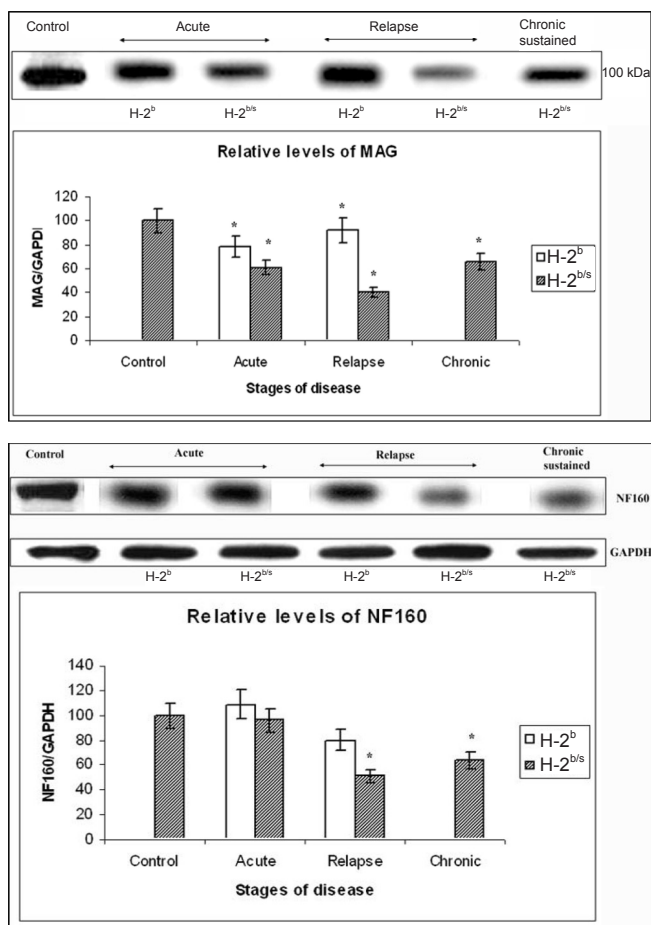 Control Acute Relapse Chronic sustained
100 kDa
H-2ᵇ H-2ᵇ/ˢ H-2ᵇ H-2ᵇ/ˢ H-2ᵇ/ˢ
Relative levels of MAG
MAG/GAPDI
120
100
80
60
40
20
0
* * * * *
H-2ᵇ
H-2ᵇ/ˢ
Control Acute Relapse Chronic
Stages of disease
Control Acute Relapse Chronic sustained
NF160
GAPDH
H-2ᵇ H-2ᵇ/ˢ H-2ᵇ H-2ᵇ/ˢ H-2ᵇ/ˢ
Relative levels of NF160
NF160/GAPDH
140
120
100
80
60
40
20
0
* *
H-2ᵇ
H-2ᵇ/ˢ
Control Acute Relapse Chronic
Stages of disease